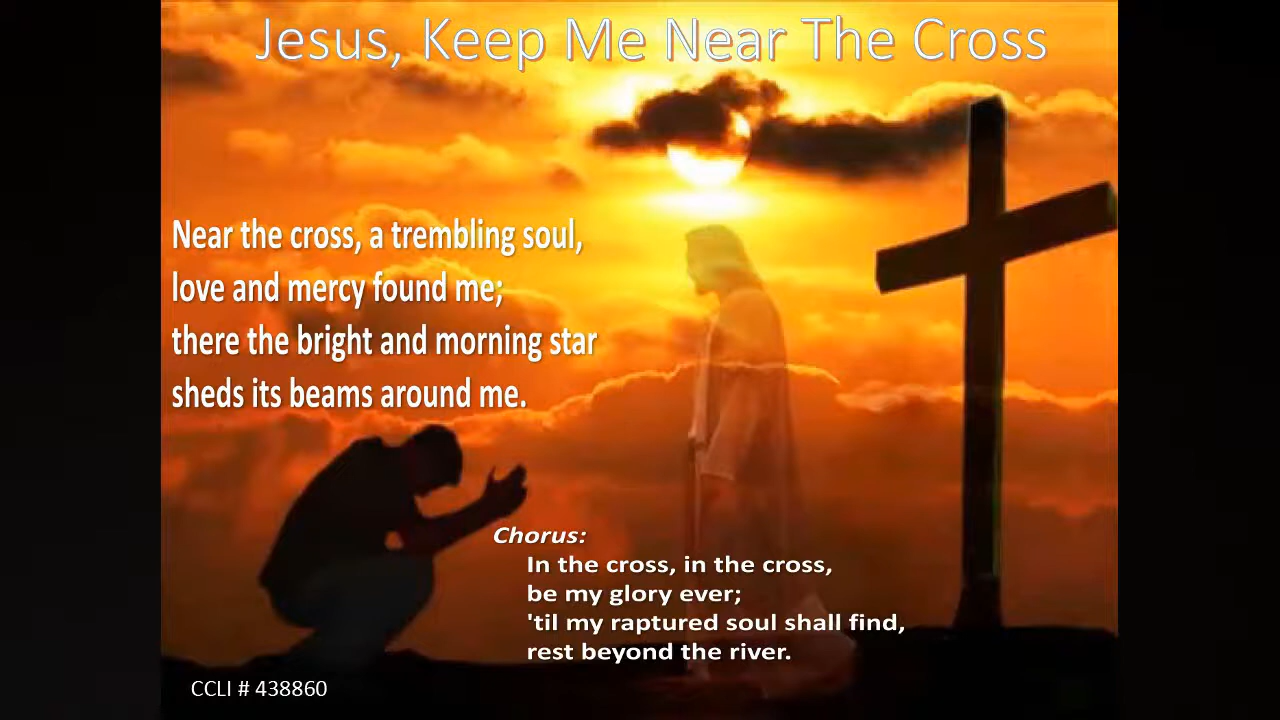 Jesus, Keep Me Near The Cross
Near the cross, a trembling soul,
love and mercy found me;
there the bright and morning star
sheds its beams around me.
Chorus:
In the cross, in the cross,
be my glory ever;
'til my raptured soul shall find,
rest beyond the river.
CCLI # 438860